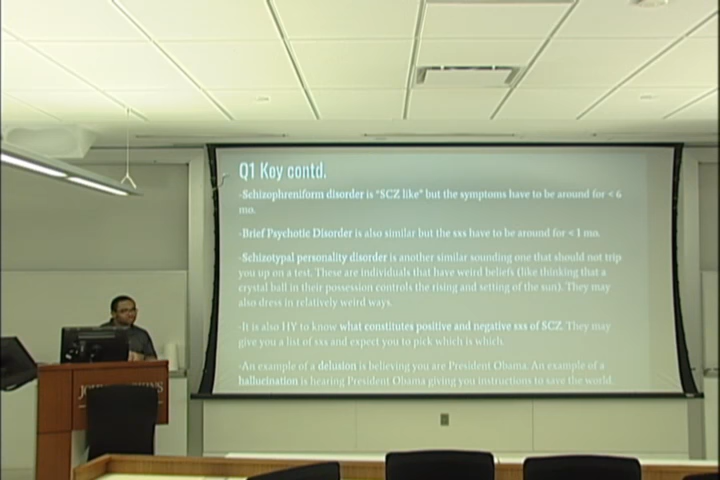 Q1 Key contd.
-Schizophreniform disorder is "SCZ like" but the symptoms have to be around for < 6
mo.
-Brief Psychotic Disorder is also similar but the sxs have to be around for < 1 mo.
-Schizotypal personality disorder is another similar sounding one that should not trip
you up on a test. These are individuals that have weird beliefs (like thinking that a
crystal ball in their possession controls the rising and setting of the sun). They may
also dress in relatively weird ways.
-It is also HY to know what constitutes positive and negative sxs of SCZ. They may
give you a list of sxs and expect you to pick which is which.
-An example of a delusion is believing you are President Obama. An example of a
hallucination is hearing President Obama giving you instructions to save the world.